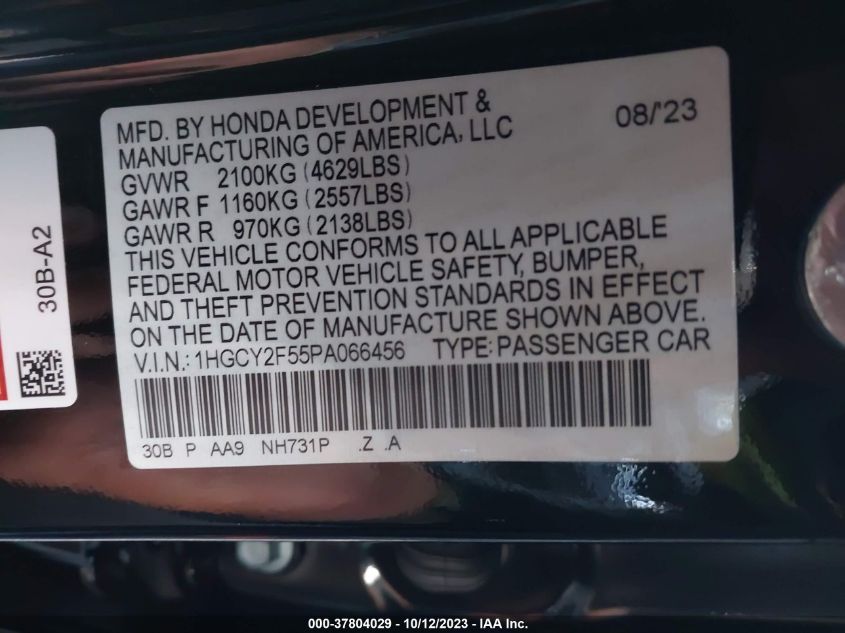 MFD. BY HONDA DEVELOPMENT & 08/'23
MANUFACTURING OF AMERICA, LLC
GVWR 2100KG (4629LBS)
GAWR F 1160KG (2557LBS)
GAWR R 970KG (2138LBS)
THIS VEHICLE CONFORMS TO ALL APPLICABLE
FEDERAL MOTOR VEHICLE SAFETY, BUMPER,
AND THEFT PREVENTION STANDARDS IN EFFECT
ON THE DATE OF MANUFACTURE SHOWN ABOVE.
V.I.N.: 1HGCY2F55PA066456 TYPE: PASSENGER CAR
30B P AA9 NH731P .Z .A
30B-A2
000-37804029 - 10/12/2023 - IAA Inc.